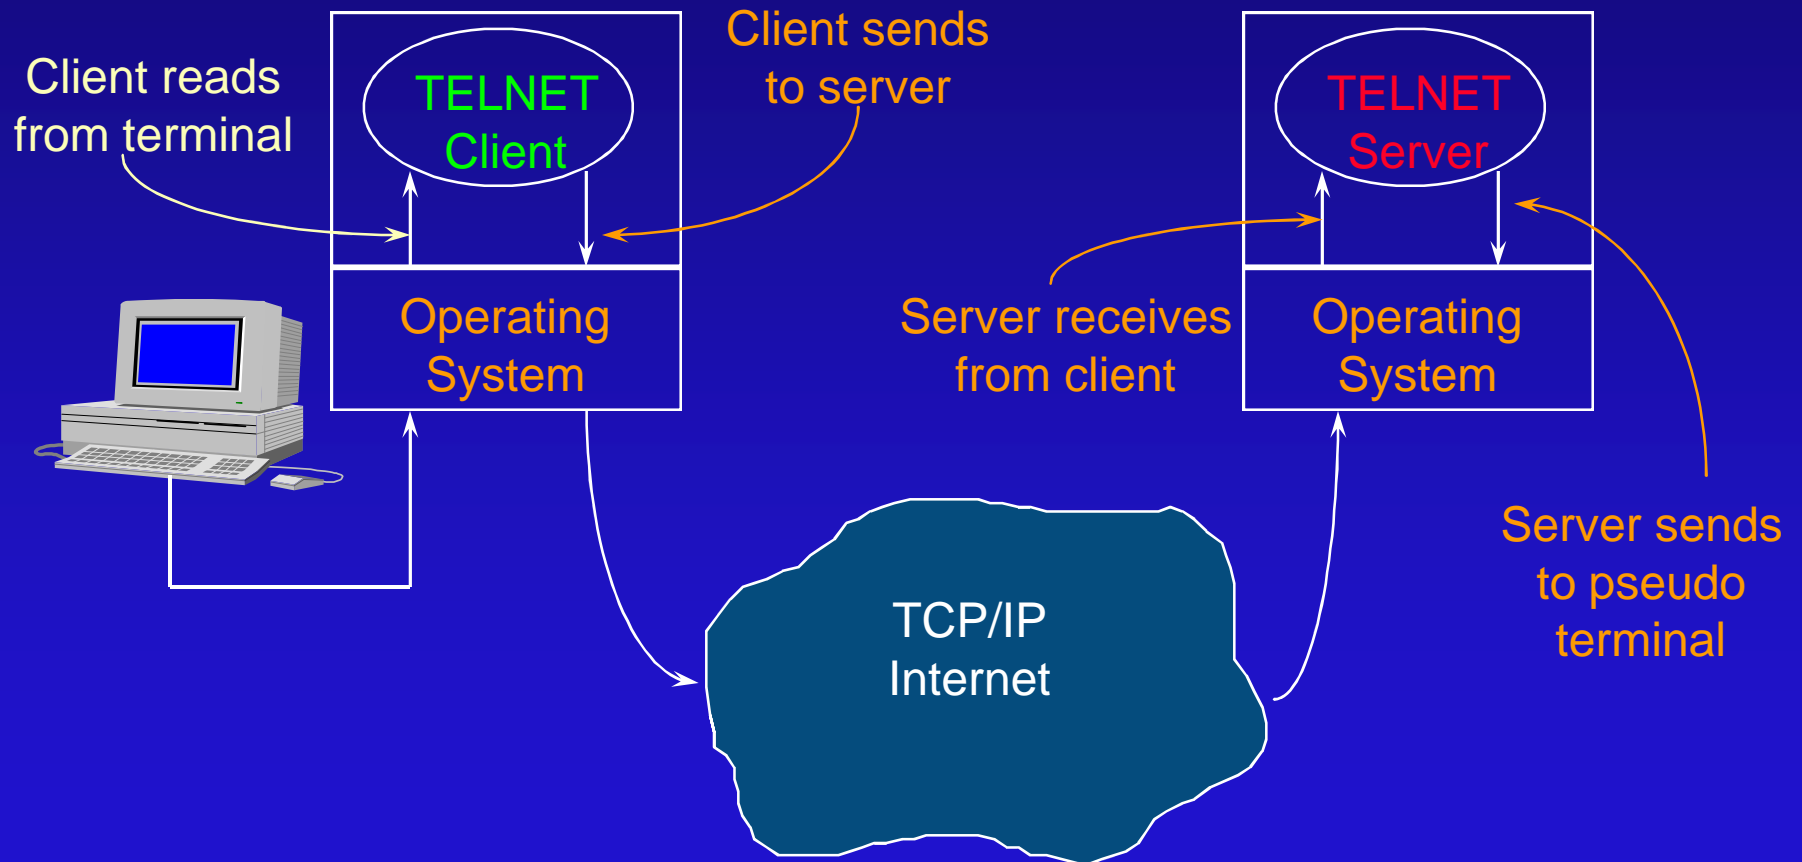 Client reads
from terminal
TELNET
Client
Client sends
to server
TELNET
Server
Operating
System
Server receives
from client
Operating
System
Server sends
to pseudo
terminal
TCP/IP
Internet